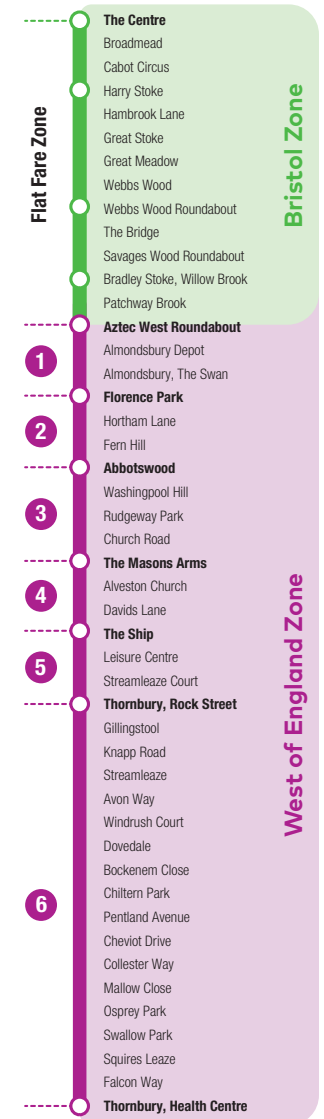 Flat Fare Zone
Bristol Zone
The Centre
Broadmead
Cabot Circus
Harry Stoke
Hambrook Lane
Great Stoke
Great Meadow
Webbs Wood
Webbs Wood Roundabout
The Bridge
Savages Wood Roundabout
Bradley Stoke, Willow Brook
Patchway Brook
West of England Zone
Aztec West Roundabout
1
Almondsbury Depot
Almondsbury, The Swan
Florence Park
2
Hortham Lane
Fern Hill
Abbotswood
3
Washingpool Hill
Rudgeway Park
Church Road
The Masons Arms
4
Alveston Church
Davids Lane
The Ship
5
Leisure Centre
Streamleaze Court
Thornbury, Rock Street
6
Gillingstool
Knapp Road
Streamleaze
Avon Way
Windrush Court
Dovedale
Bockenem Close
Chiltern Park
Pentland Avenue
Cheviot Drive
Collester Way
Mallow Close
Osprey Park
Swallow Park
Squires Leaze
Falcon Way
Thornbury, Health Centre